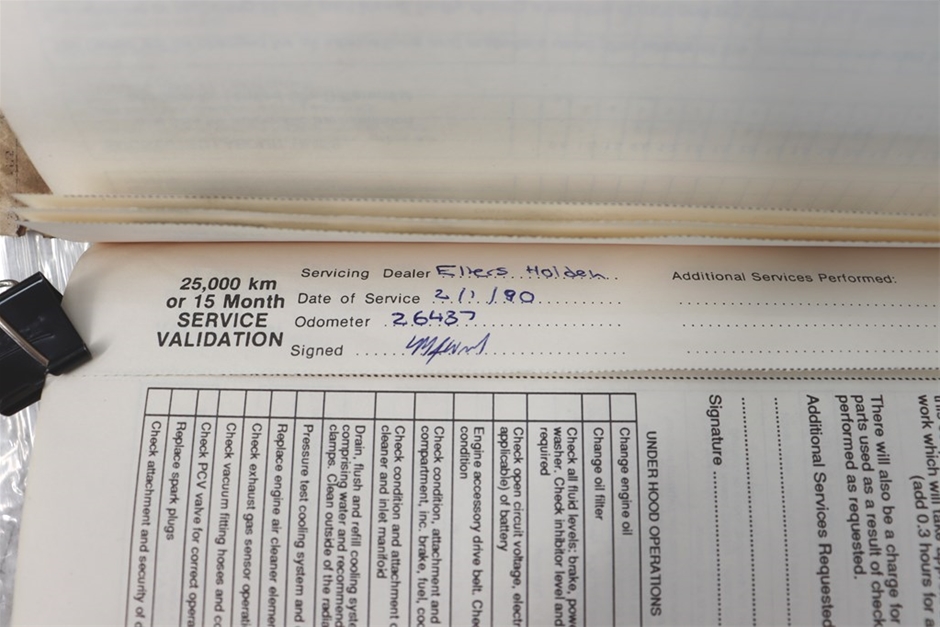 25,000 km
or 15 Month
SERVICE
VALIDATION
Servicing Dealer Ellers Holden
Date of Service 2/1/90
Odometer 26437
Signed
Additional Services Performed:
work which will
(add 0.3 hours for a
There will also be a charge for
parts used as a result of check
performed as requested.
Additional Services Requested
Signature
UNDER HOOD OPERATIONS
Change engine oil
Change oil filter
Check all fluid levels: brake, pow
washer. Check inhibitor level and
required
Check open circuit voltage, elect
applicable) of battery
Engine accessory drive belt. Che
condition
Check condition, attachment and
compartment, inc. brake, fuel, coo
Check condition and attachment o
cleaner and inlet manifold
Drain, flush and refill cooling syst
comprising water and recommend
clamps. Clean outside of the radia
Pressure test cooling system and
Replace engine air cleaner elemen
Check exhaust gas sensor operati
Check vacuum fitting hoses and co
Check PCV valve for correct opera
Replace spark plugs
Check attachment and security of